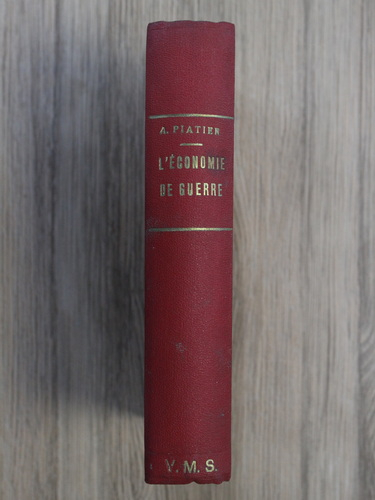 A. PIATIER
L'ÉCONOMIE
DE GUERRE
V.M.S.